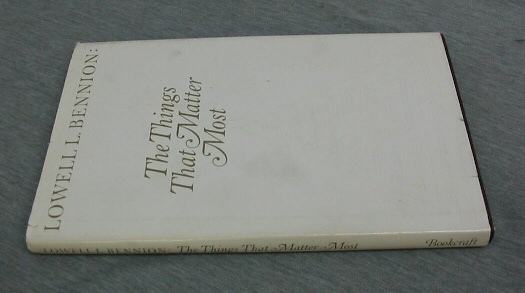 LOWELL L. BENNION:
The Things
That Matter
Most
LOWELL L. BENNION: The Things That Matter Most Bookcraft